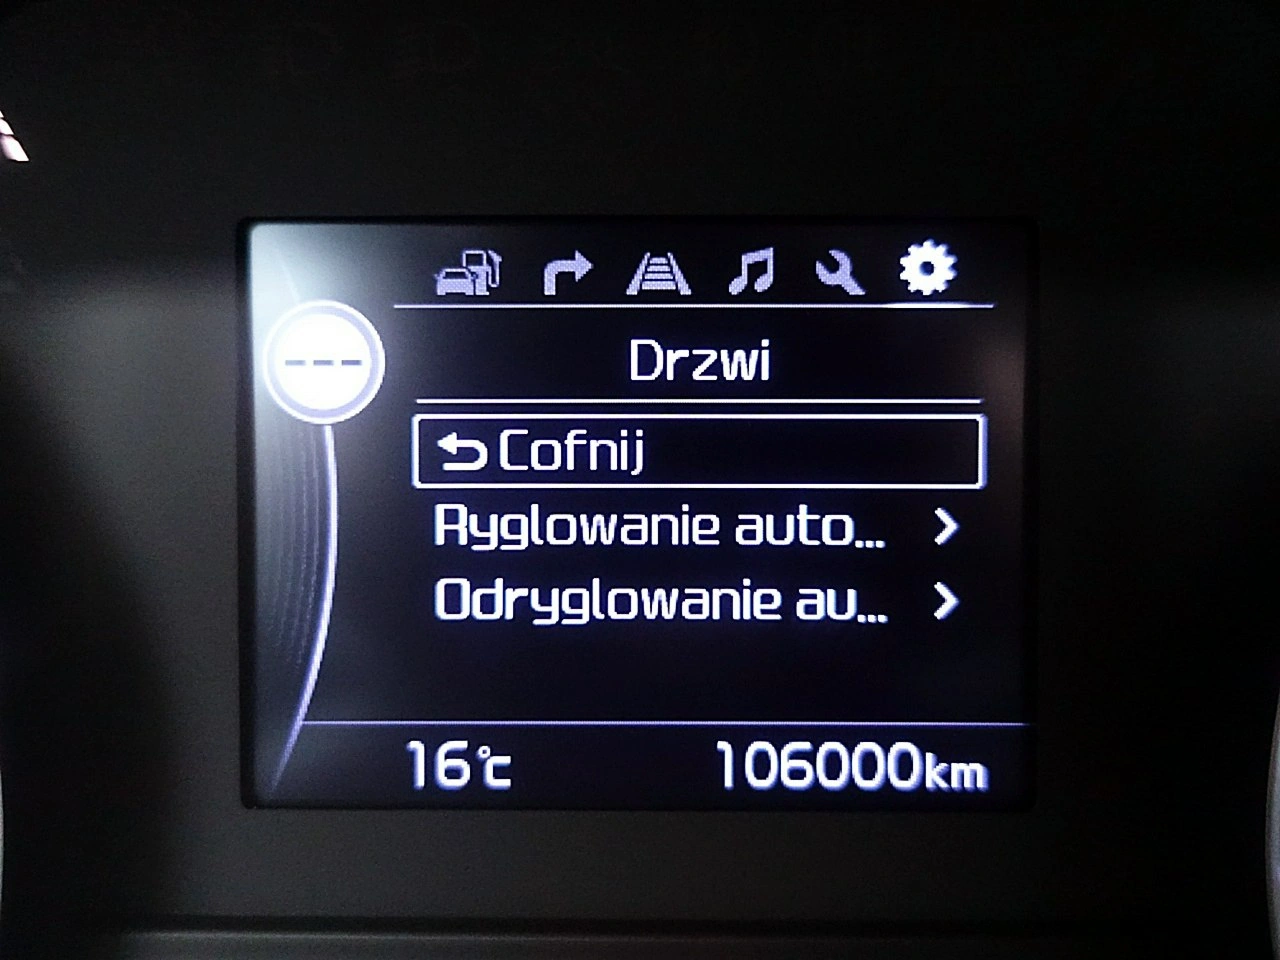 ---
Drzwi
Cofnij
Ryglowanie auto...
Odryglowanie au...
16°C 106000km